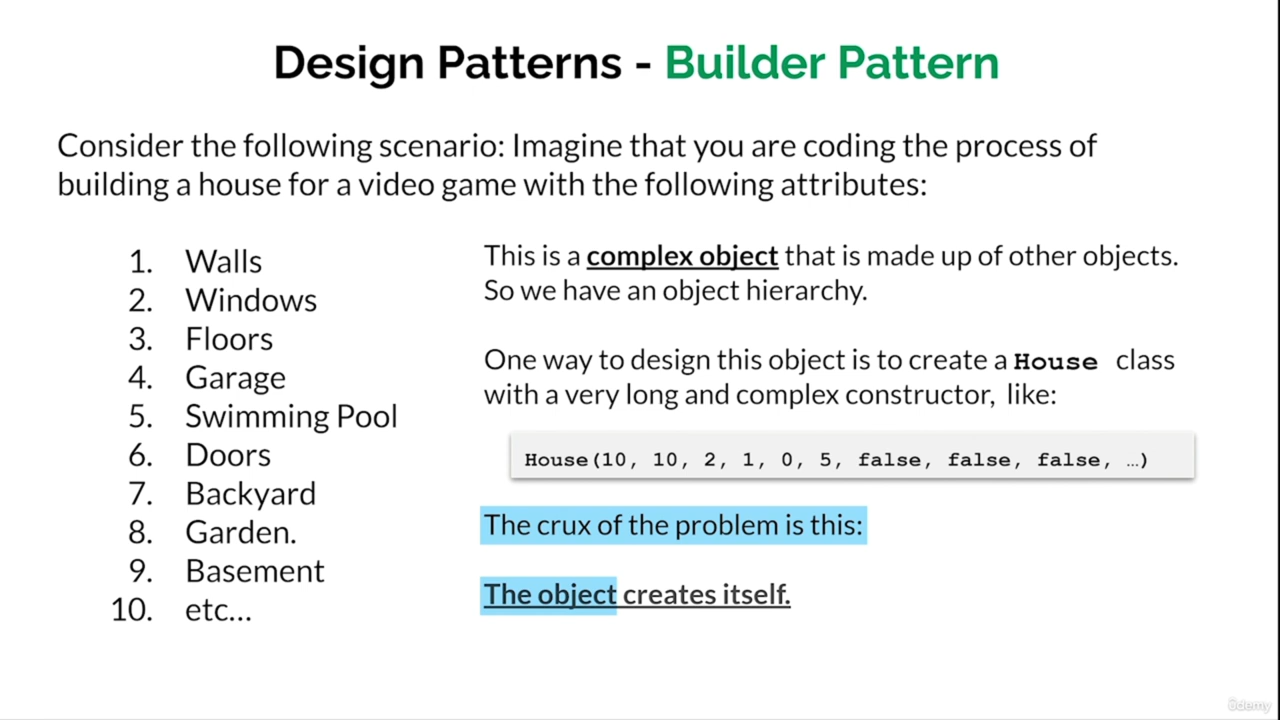 Design Patterns - Builder Pattern
Consider the following scenario: Imagine that you are coding the process of
building a house for a video game with the following attributes:
1. Walls
2. Windows
3. Floors
4. Garage
5. Swimming Pool
6. Doors
7. Backyard
8. Garden.
9. Basement
10. etc...
This is a complex object that is made up of other objects.
So we have an object hierarchy.
One way to design this object is to create a House class
with a very long and complex constructor, like:
House(10, 10, 2, 1, 0, 5, false, false, false, …)
The crux of the problem is this:
The object creates itself.
ûdemy